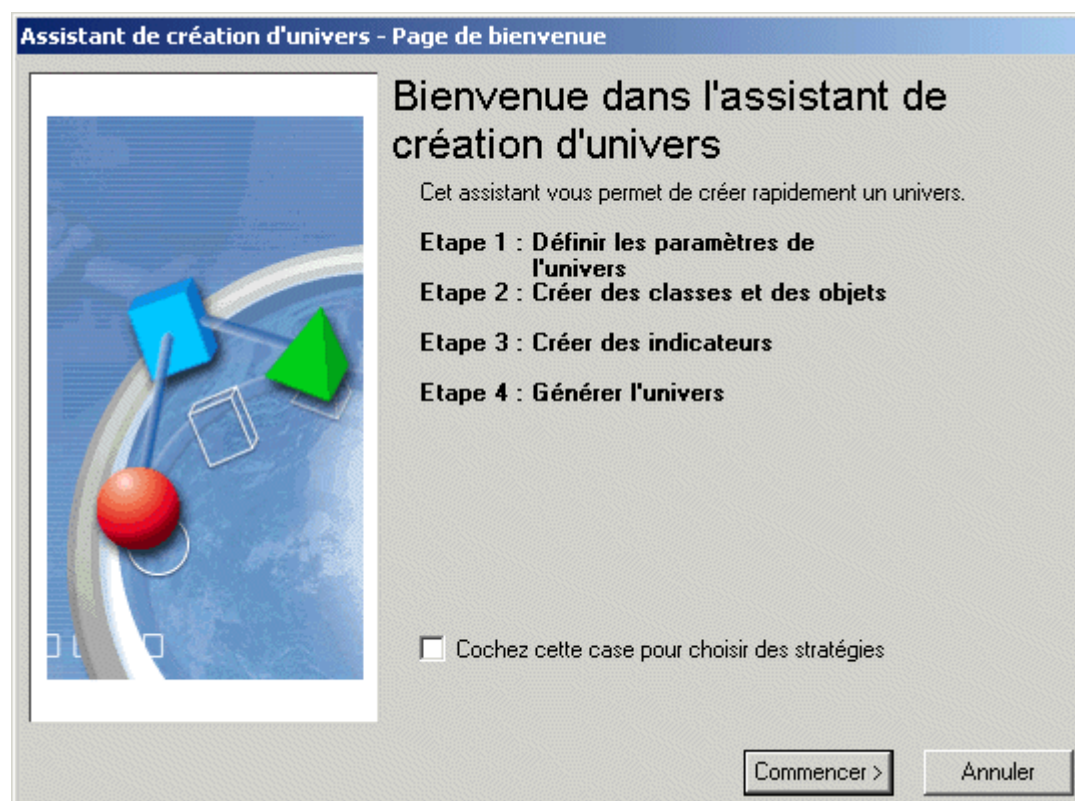 Assistant de création d'univers - Page de bienvenue
Bienvenue dans l'assistant de
création d'univers
Cet assistant vous permet de créer rapidement un univers.
Etape 1 : Définir les paramètres de
l'univers
Etape 2 : Créer des classes et des objets
Etape 3 : Créer des indicateurs
Etape 4 : Générer l'univers
Cochez cette case pour choisir des stratégies
Commencer >
Annuler